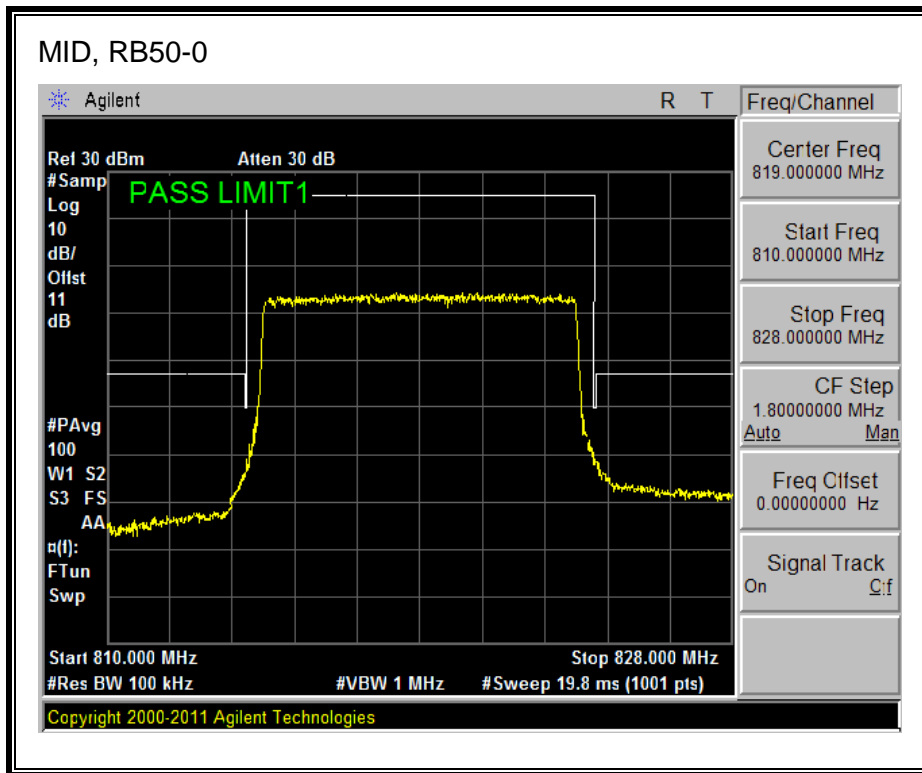 MID, RB50-0
Agilent R T
Freq/Channel
Ref 30 dBm Atten 30 dB
#Samp
Log
10
dB/
Offst
11
dB
PASS LIMIT1
#PAvg
100
W1 S2
S3 FS
AA
¤(f):
FTun
Swp
Start 810.000 MHz Stop 828.000 MHz
#Res BW 100 kHz #VBW 1 MHz #Sweep 19.8 ms (1001 pts)
Copyright 2000-2011 Agilent Technologies
Center Freq
819.000000 MHz
Start Freq
810.000000 MHz
Stop Freq
828.000000 MHz
CF Step
1.80000000 MHz
Auto Man
Freq Offset
0.00000000 Hz
Signal Track
On Off